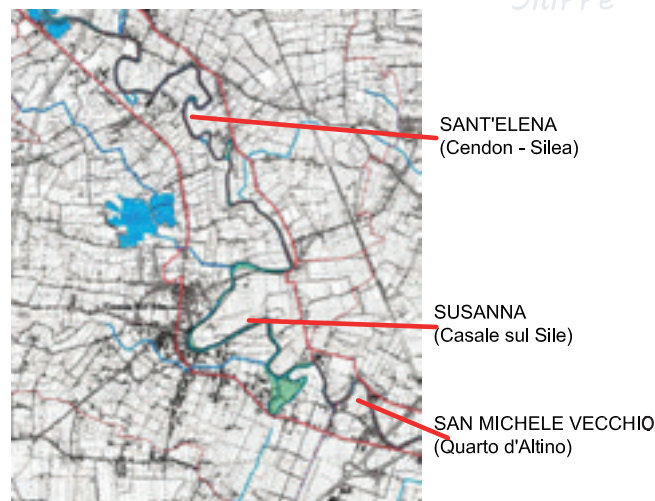 SANT'ELENA
(Cendon - Silea)
SUSANNA
(Casale sul Sile)
SAN MICHELE VECCHIO
(Quarto d'Altino)